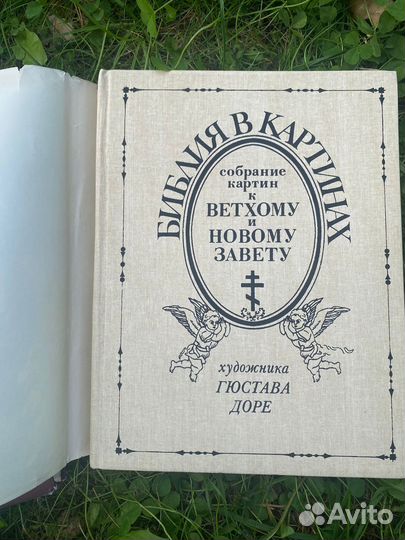 БИБЛИЯ В КАРТИНАХ
собрание
картин
к
ВЕТХОМУ
и
НОВОМУ
ЗАВЕТУ
художника
ГЮСТАВА
ДОРЕ
Avito